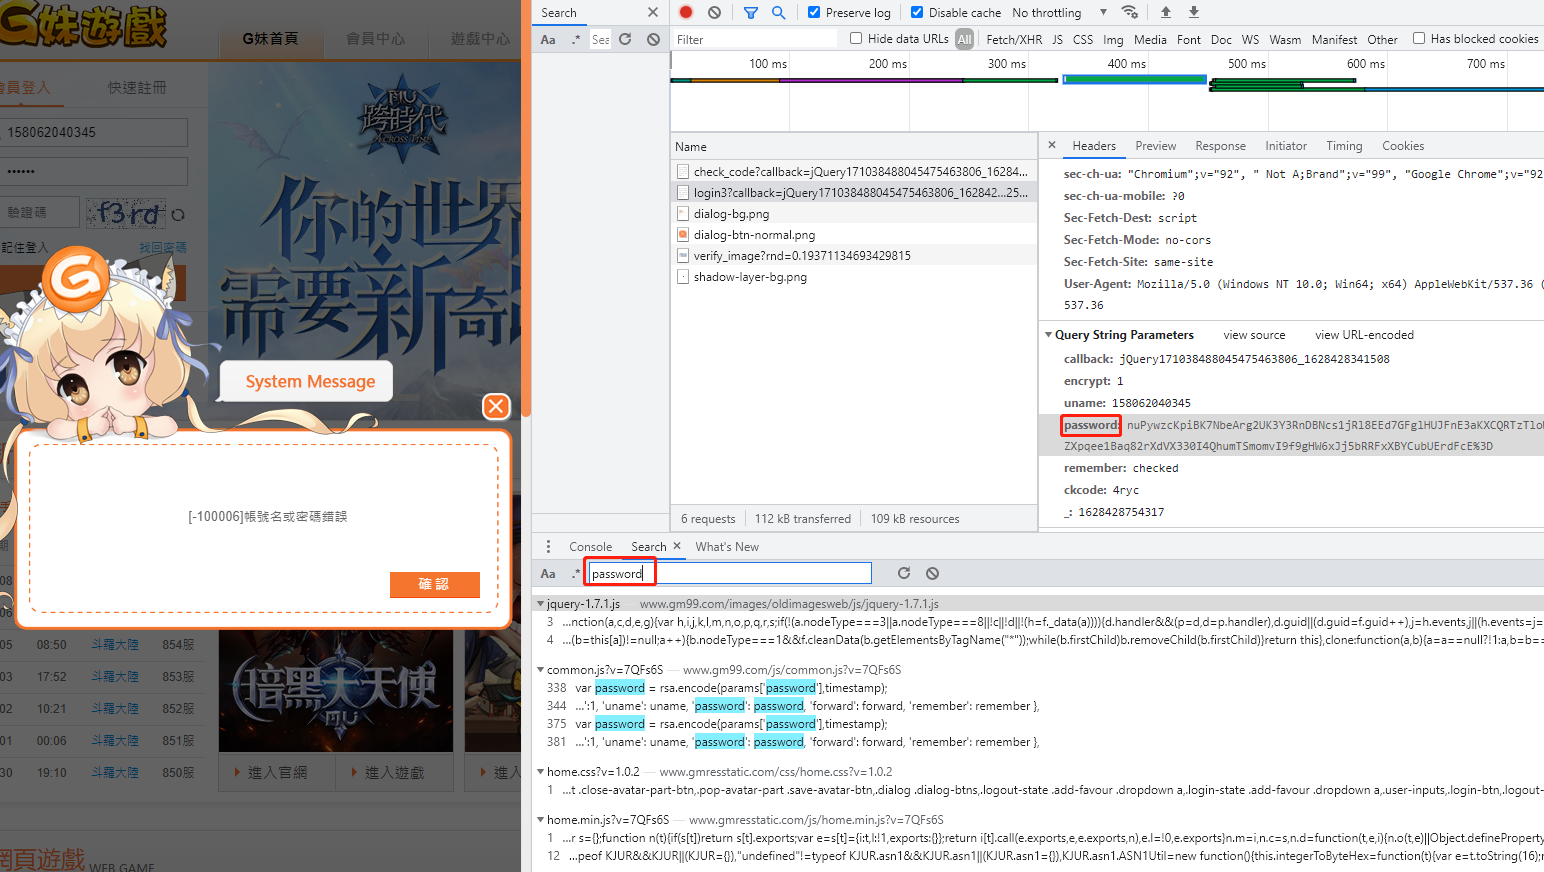 G妹遊戲
G妹首頁
會員中心
遊戲中心
會員登入
快速註冊
158062040345
••••••
驗證碼
f3rd
記住登入
找回密碼
MU
跨時代
ACROSS TIME
你的世界
需要新奇
G
System Message
[-100006]帳號名或密碼錯誤
確 認
期
08
06
05 08:50 斗羅大陸 854服
03 17:52 斗羅大陸 853服
02 10:21 斗羅大陸 852服
01 00:06 斗羅大陸 851服
30 19:10 斗羅大陸 850服
暗黑大天使
MU
進入官網
進入遊戲
進入
網頁遊戲 WEB GAME
Search
Aa .* Sea
Preserve log
Disable cache
No throttling
Filter
Hide data URLs
All
Fetch/XHR JS CSS Img Media Font Doc WS Wasm Manifest Other
Has blocked cookies
100 ms 200 ms 300 ms 400 ms 500 ms 600 ms 700 ms
Name
check_code?callback=jQuery171038488045475463806_16284...
login3?callback=jQuery171038488045475463806_162842...25...
dialog-bg.png
dialog-btn-normal.png
verify_image?rnd=0.19371134693429815
shadow-layer-bg.png
6 requests
112 kB transferred
109 kB resources
Headers Preview Response Initiator Timing Cookies
sec-ch-ua: "Chromium";v="92", " Not A;Brand";v="99", "Google Chrome";v="92
sec-ch-ua-mobile: ?0
Sec-Fetch-Dest: script
Sec-Fetch-Mode: no-cors
Sec-Fetch-Site: same-site
User-Agent: Mozilla/5.0 (Windows NT 10.0; Win64; x64) AppleWebKit/537.36 (
537.36
Query String Parameters view source view URL-encoded
callback: jQuery171038488045475463806_1628428341508
encrypt: 1
uname: 158062040345
password: nuPywzcKpiBK7NbeArg2UK3Y3RnDBNcs1jRl8EEd7GFglHUJFnE3aKXCQRTzTlo
ZXpqee1Baq82rXdVX330I4QhumTSmomvI9f9gHW6xJj5bRRFxXBYCubUErdFcE%3D
remember: checked
ckcode: 4ryc
_: 1628428754317
Console Search What's New
Aa .* password
jquery-1.7.1.js — www.gm99.com/images/oldimagesweb/js/jquery-1.7.1.js
3 ...nction(a,c,d,e,g){var h,i,j,k,l,m,n,o,p,q,r,s;if(!(a.nodeType===3||a.nodeType===8||!c||!d||!(h=f._data(a)))){d.handler&&(p=d,d=p.handler),d.guid||(d.guid=f.guid++),j=h.events,j||(h.events=j=
4 ...(b=this[a])!=null;a++){b.nodeType===1&&f.cleanData(b.getElementsByTagName("*"));while(b.firstChild)b.removeChild(b.firstChild)}return this},clone:function(a,b){a=a==null?!1:a,b=b==
common.js?v=7QFs6S — www.gm99.com/js/common.js?v=7QFs6S
338 var password = rsa.encode(params['password'],timestamp);
344 ...':1, 'uname': uname, 'password': password, 'forward': forward, 'remember': remember },
375 var password = rsa.encode(params['password'],timestamp);
381 ...':1, 'uname': uname, 'password': password, 'forward': forward, 'remember': remember },
home.css?v=1.0.2 — www.gmresstatic.com/css/home.css?v=1.0.2
1 ...t .close-avatar-part-btn,.pop-avatar-part .save-avatar-btn,.dialog .dialog-btns,.logout-state .add-favour .dropdown a,.login-state .add-favour .dropdown a,.user-inputs,.login-btn,.logout-
home.min.js?v=7QFs6S — www.gmresstatic.com/js/home.min.js?v=7QFs6S
1 ...r s={};function n(t){if(s[t])return s[t].exports;var e=s[t]={i:t,l:!1,exports:{}};return i[t].call(e.exports,e,e.exports,n),e.l=!0,e.exports}n.m=i,n.c=s,n.d=function(t,e,i){n.o(t,e)||Object.defineProperty
12 ...peof KJUR&&KJUR||(KJUR={}),"undefined"!=typeof KJUR.asn1&&KJUR.asn1||(KJUR.asn1={}),KJUR.asn1.ASN1Util=new function(){this.integerToByteHex=function(t){var e=t.toString(16);r